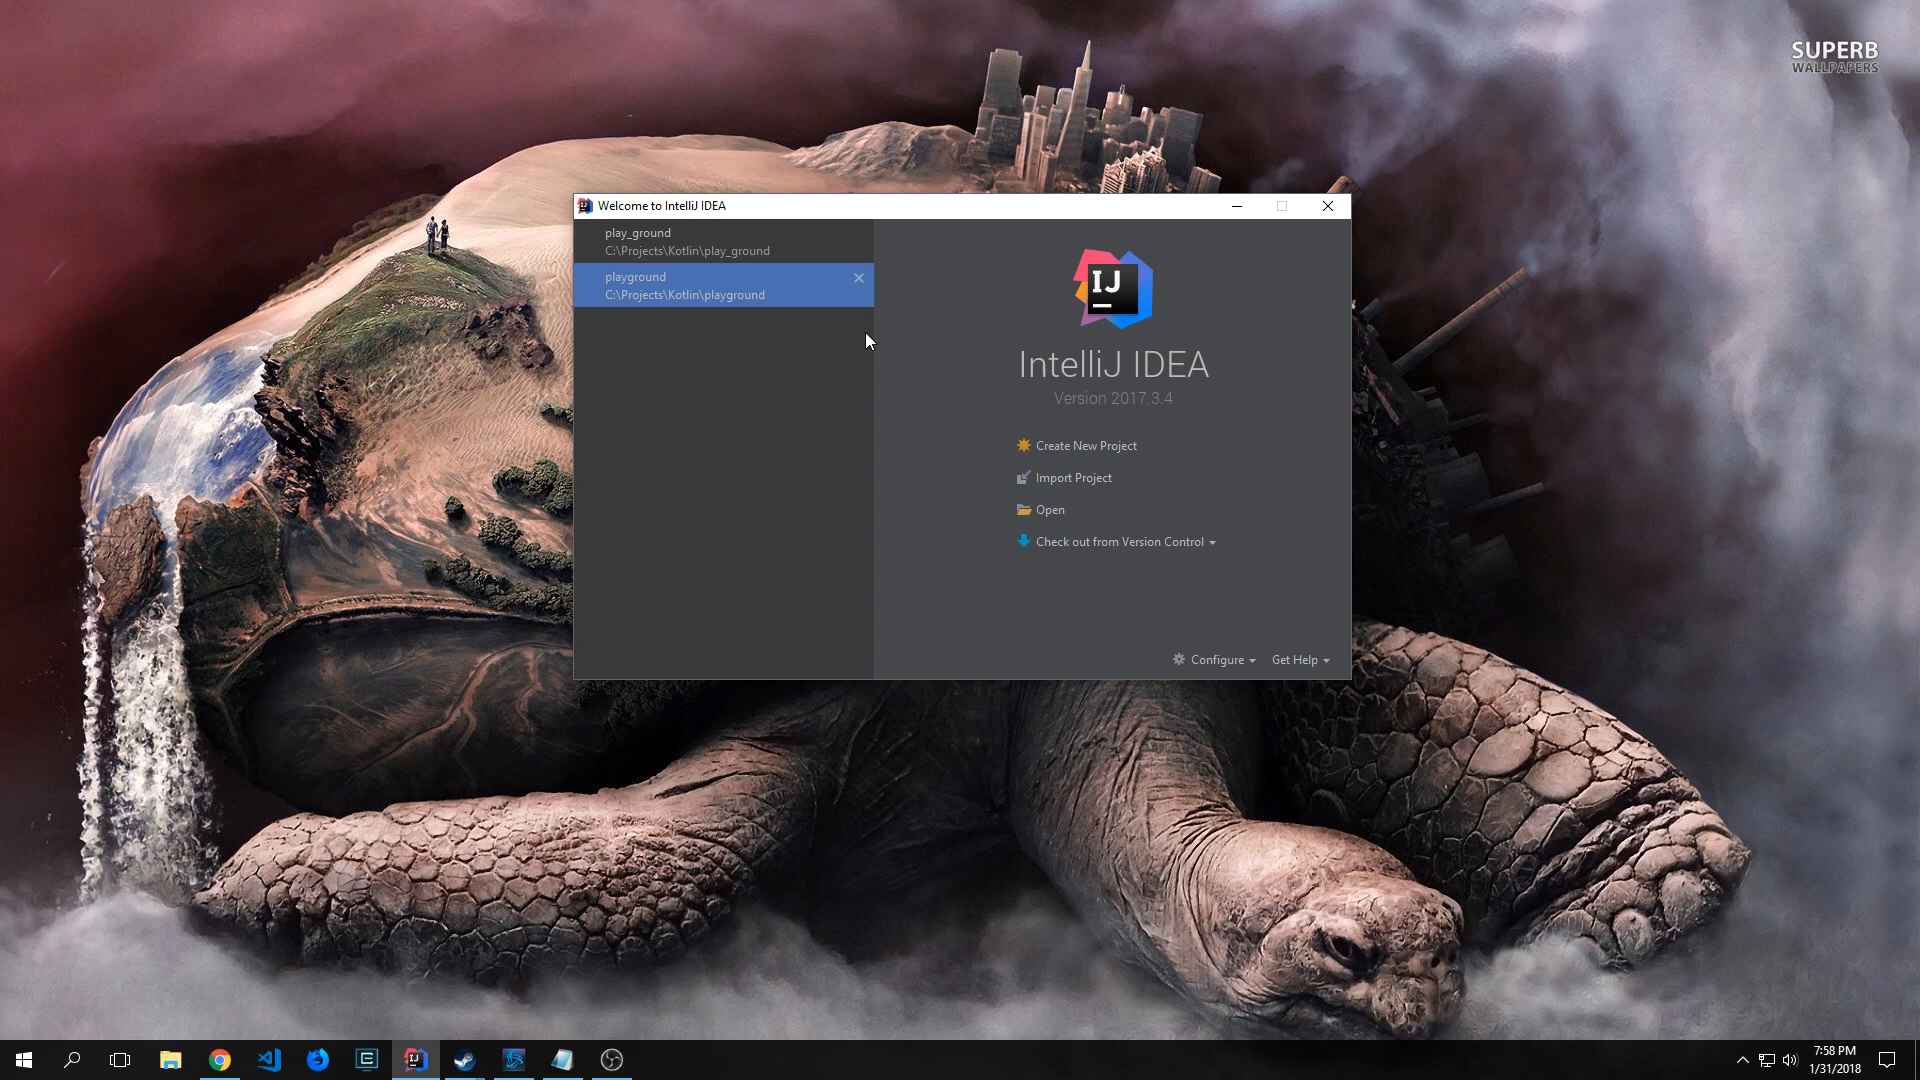 SUPERB
WALLPAPERS
Welcome to IntelliJ IDEA
play_ground
C:\Projects\Kotlin\play_ground
playground
C:\Projects\Kotlin\playground
IJ
IntelliJ IDEA
Version 2017.3.4
Create New Project
Import Project
Open
Check out from Version Control
Configure
Get Help
IJ
7:58 PM
1/31/2018